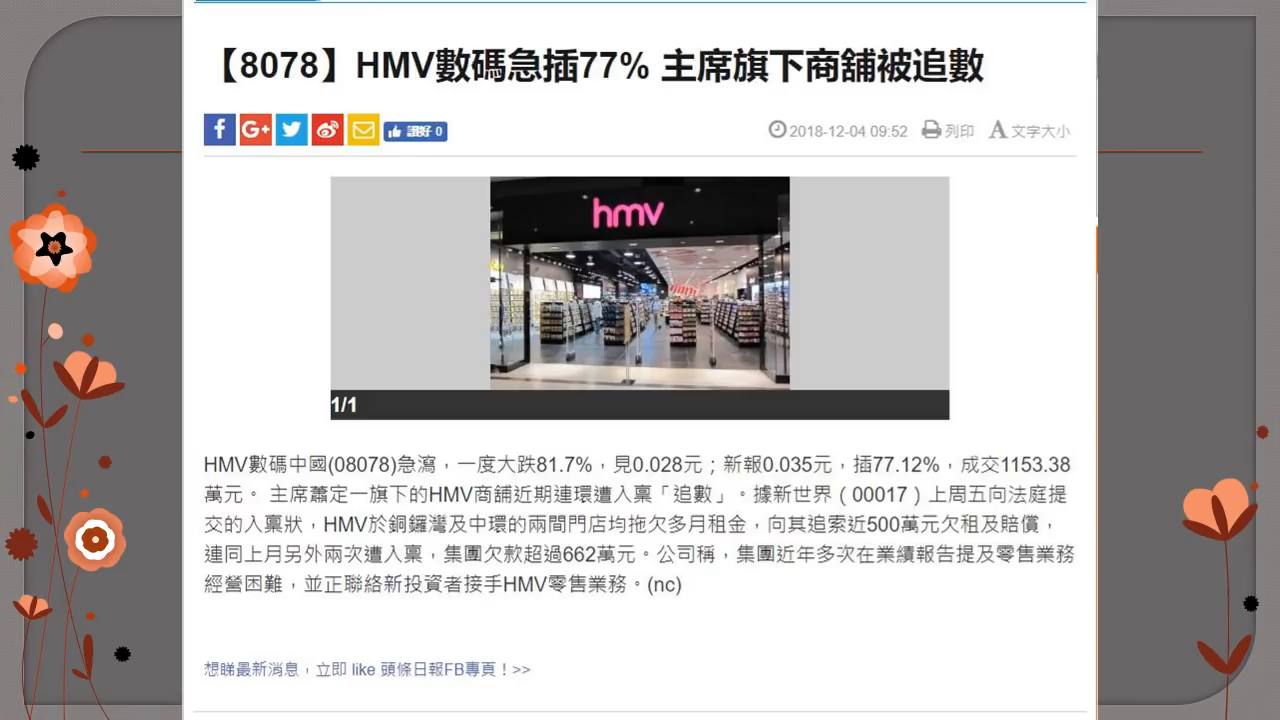 【8078】HMV數碼急插77% 主席旗下商舖被追數
f G+ 讚好 0 2018-12-04 09:52 列印 A 文字大小
hmv
hmv
1/1
HMV數碼中國(08078)急瀉，一度大跌81.7%，見0.028元；新報0.035元，插77.12%，成交1153.38
萬元。 主席蕭定一旗下的HMV商舖近期連環遭入稟「追數」。據新世界（00017）上周五向法庭提
交的入稟狀，HMV於銅鑼灣及中環的兩間門店均拖欠多月租金，向其追索近500萬元欠租及賠償，
連同上月另外兩次遭入稟，集團欠款超過662萬元。公司稱，集團近年多次在業績報告提及零售業務
經營困難，並正聯絡新投資者接手HMV零售業務。(nc)
想睇最新消息，立即 like 頭條日報FB專頁！>>